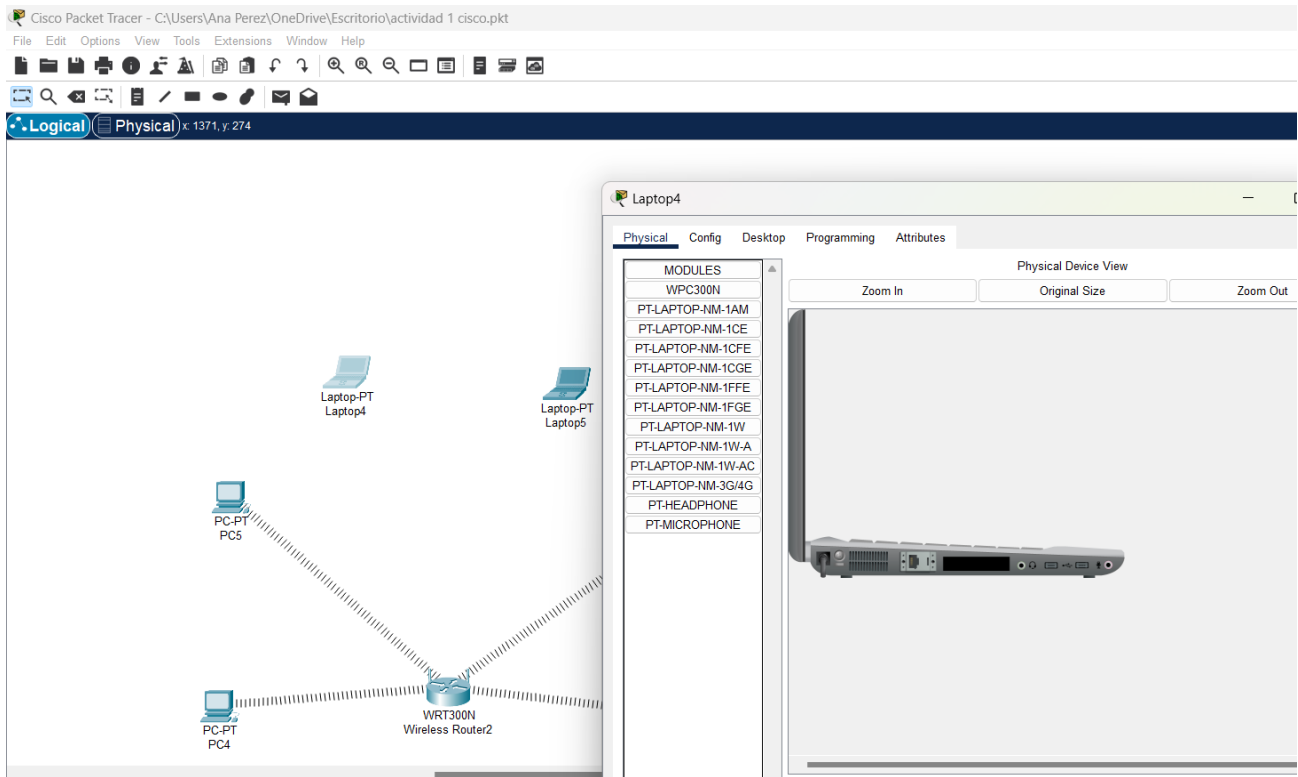 Cisco Packet Tracer - C:\Users\Ana Perez\OneDrive\Escritorio\actividad 1 cisco.pkt
File Edit Options View Tools Extensions Window Help
Logical Physical x: 1371, y: 274
Laptop4
Physical Config Desktop Programming Attributes
MODULES
WPC300N
PT-LAPTOP-NM-1AM
PT-LAPTOP-NM-1CE
PT-LAPTOP-NM-1CFE
PT-LAPTOP-NM-1CGE
PT-LAPTOP-NM-1FFE
PT-LAPTOP-NM-1FGE
PT-LAPTOP-NM-1W
PT-LAPTOP-NM-1W-A
PT-LAPTOP-NM-1W-AC
PT-LAPTOP-NM-3G/4G
PT-HEADPHONE
PT-MICROPHONE
Physical Device View
Zoom In Original Size Zoom Out
Laptop-PT
Laptop4
Laptop-PT
Laptop5
PC-PT
PC5
WRT300N
Wireless Router2
PC-PT
PC4